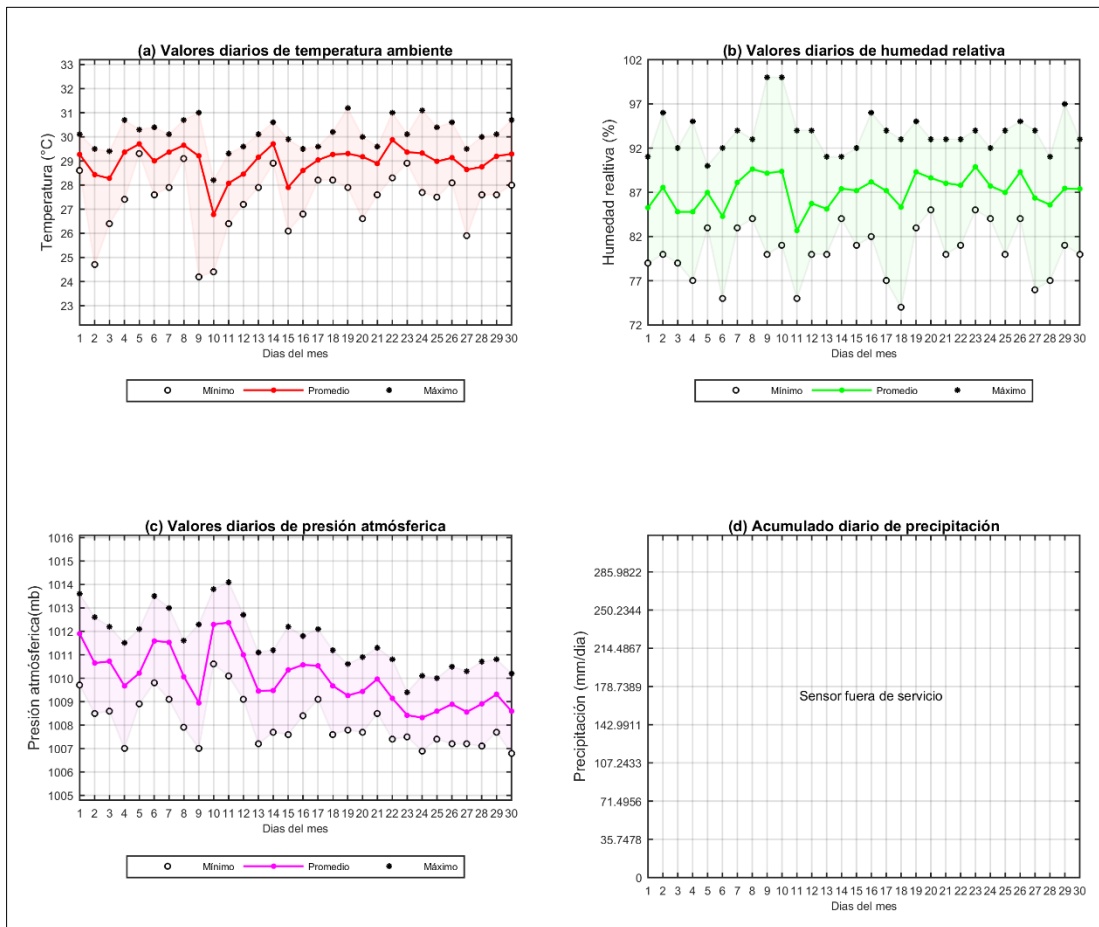 (a) Valores diarios de temperatura ambiente
33
32
31
30
29
28
27
26
25
24
23
Temperatura (°C)
1 2 3 4 5 6 7 8 9 10 11 12 13 14 15 16 17 18 19 20 21 22 23 24 25 26 27 28 29 30
Dias del mes
Mínimo Promedio Máximo
(b) Valores diarios de humedad relativa
102
97
92
87
82
77
72
Humedad realtiva (%)
1 2 3 4 5 6 7 8 9 10 11 12 13 14 15 16 17 18 19 20 21 22 23 24 25 26 27 28 29 30
Dias del mes
Mínimo Promedio Máximo
(c) Valores diarios de presión atmósferica
1016
1015
1014
1013
1012
1011
1010
1009
1008
1007
1006
1005
Presión atmósferica(mb)
1 2 3 4 5 6 7 8 9 10 11 12 13 14 15 16 17 18 19 20 21 22 23 24 25 26 27 28 29 30
Dias del mes
Mínimo Promedio Máximo
(d) Acumulado diario de precipitación
285.9822
250.2344
214.4867
178.7389
142.9911
107.2433
71.4956
35.7478
0
Precipitación (mm/dia)
Sensor fuera de servicio
1 2 3 4 5 6 7 8 9 10 11 12 13 14 15 16 17 18 19 20 21 22 23 24 25 26 27 28 29 30
Dias del mes